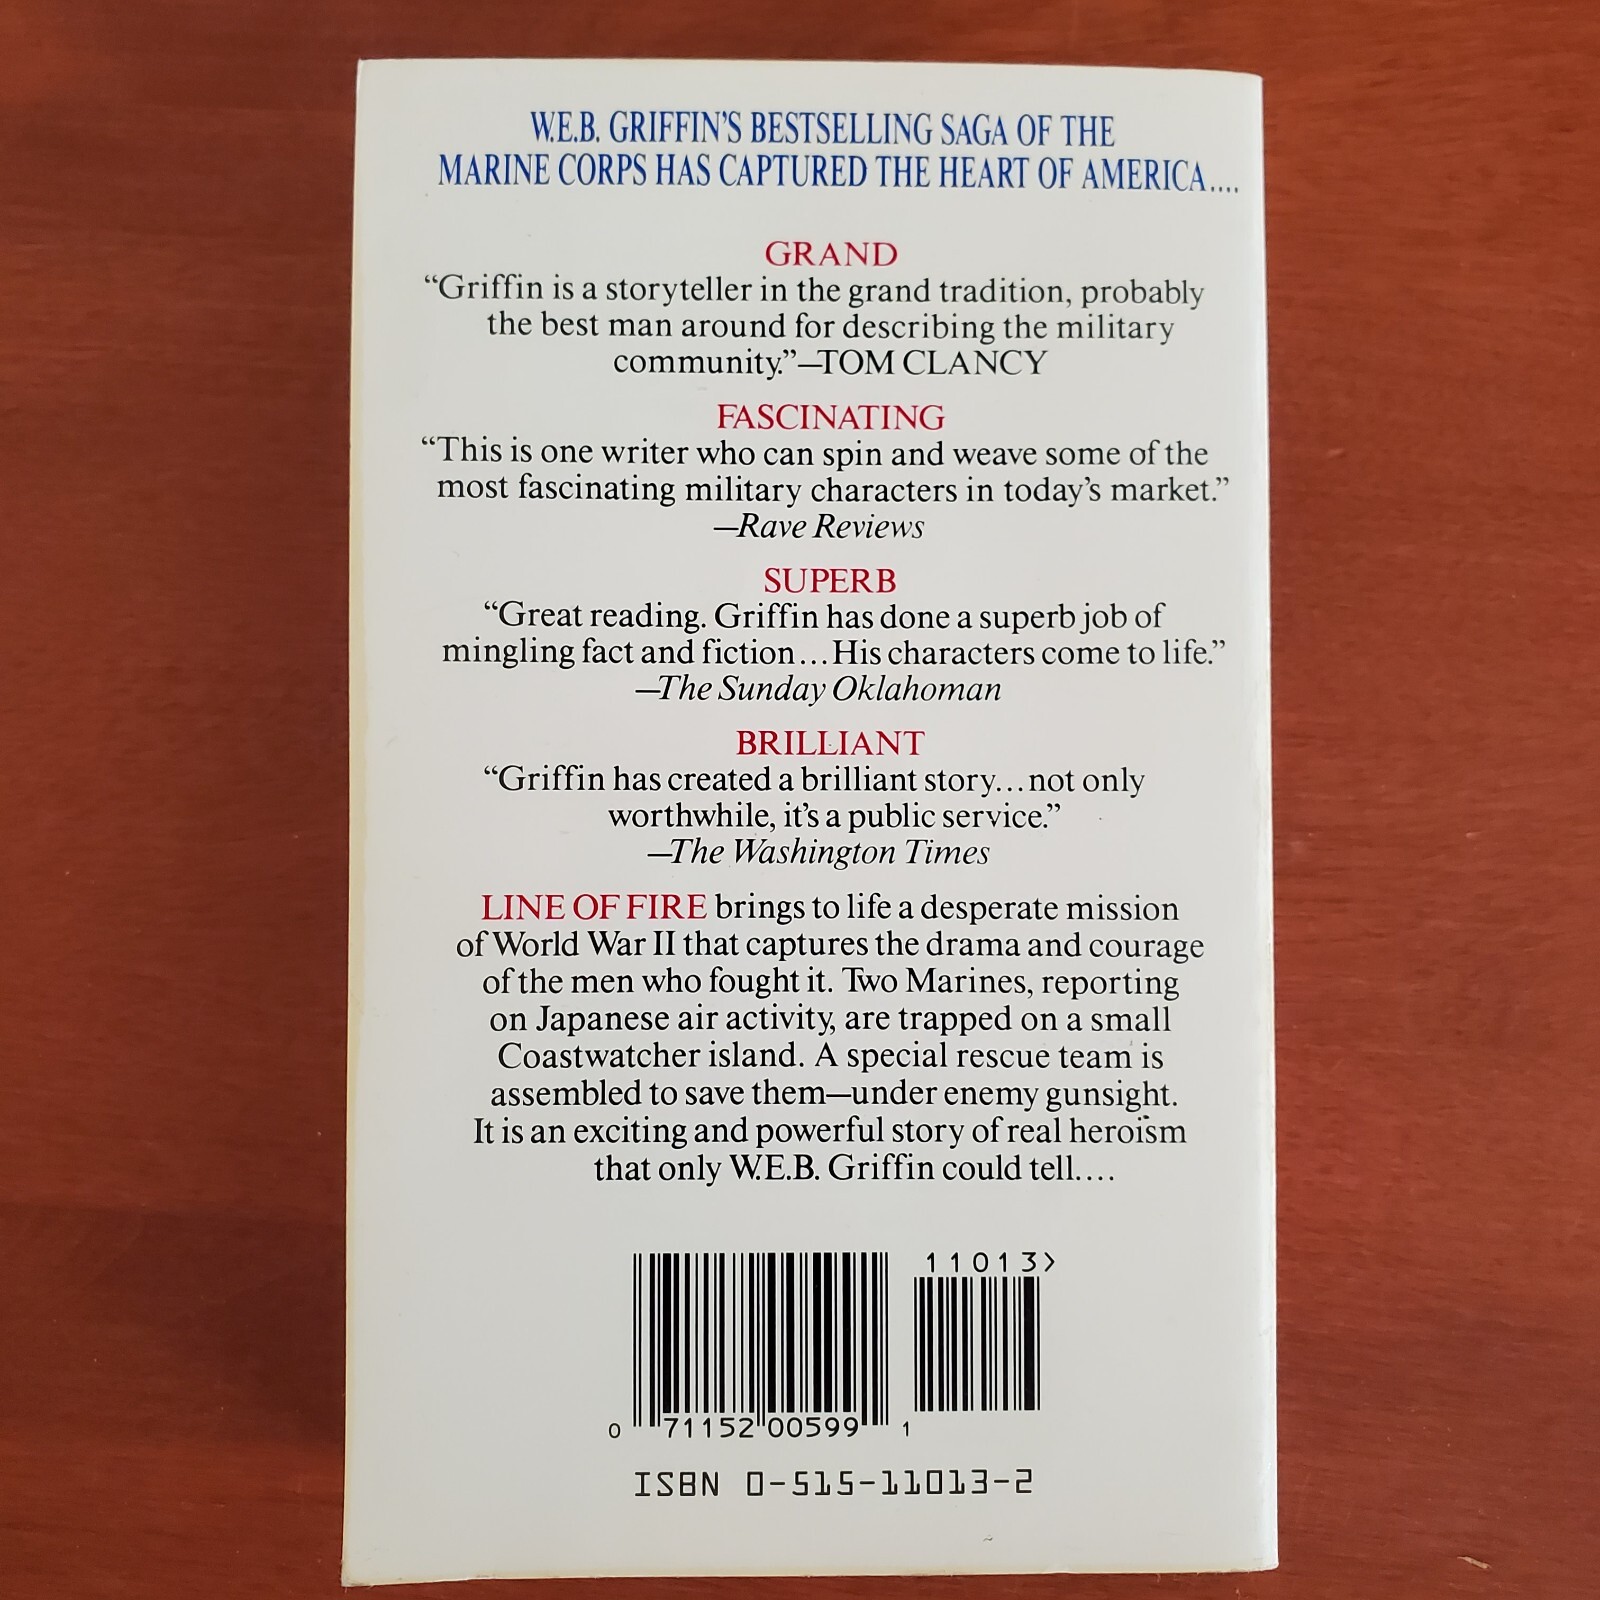 W.E.B. GRIFFIN'S BESTSELLING SAGA OF THE
MARINE CORPS HAS CAPTURED THE HEART OF AMERICA....
GRAND
“Griffin is a storyteller in the grand tradition, probably
the best man around for describing the military
community.”—TOM CLANCY
FASCINATING
“This is one writer who can spin and weave some of the
most fascinating military characters in today's market.”
—Rave Reviews
SUPERB
“Great reading. Griffin has done a superb job of
mingling fact and fiction...His characters come to life.”
—The Sunday Oklahoman
BRILLIANT
“Griffin has created a brilliant story...not only
worthwhile, it's a public service.”
—The Washington Times
LINE OF FIRE brings to life a desperate mission
of World War II that captures the drama and courage
of the men who fought it. Two Marines, reporting
on Japanese air activity, are trapped on a small
Coastwatcher island. A special rescue team is
assembled to save them—under enemy gunsight.
It is an exciting and powerful story of real heroism
that only W.E.B. Griffin could tell....
11013>
0 71152 00599 1
ISBN 0-515-11013-2